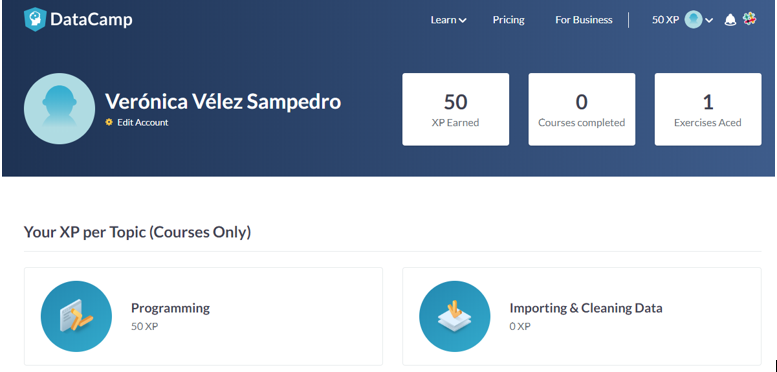 DataCamp
Learn Pricing For Business 50 XP
Verónica Vélez Sampedro
Edit Account
50
XP Earned
0
Courses completed
1
Exercises Aced
Your XP per Topic (Courses Only)
Programming
50 XP
Importing & Cleaning Data
0 XP